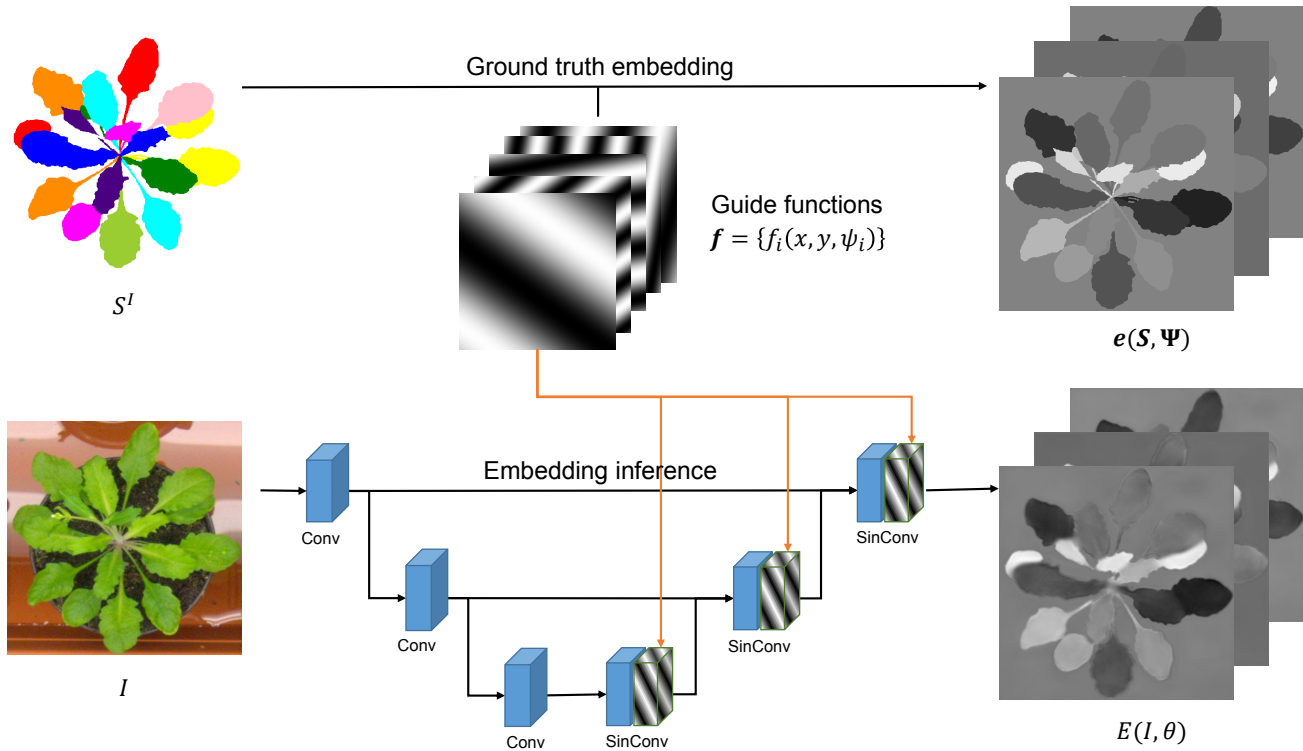 Ground truth embedding
Guide functions
𝒇 = {f_i(x, y, ψ_i)}
S^I
e(S, Ψ)
Embedding inference
Conv
SinConv
Conv
SinConv
Conv
SinConv
I
E(I, θ)